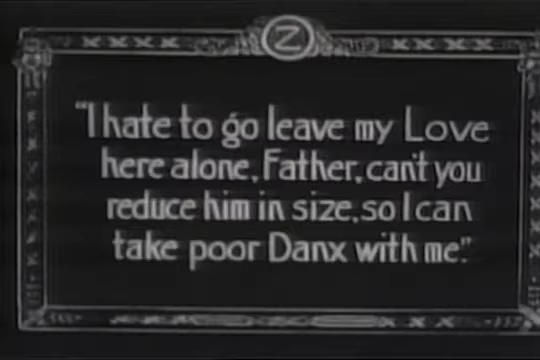 Z
"I hate to go leave my Love
here alone, Father, can't you
reduce him in size, so I can
take poor Danx with me."